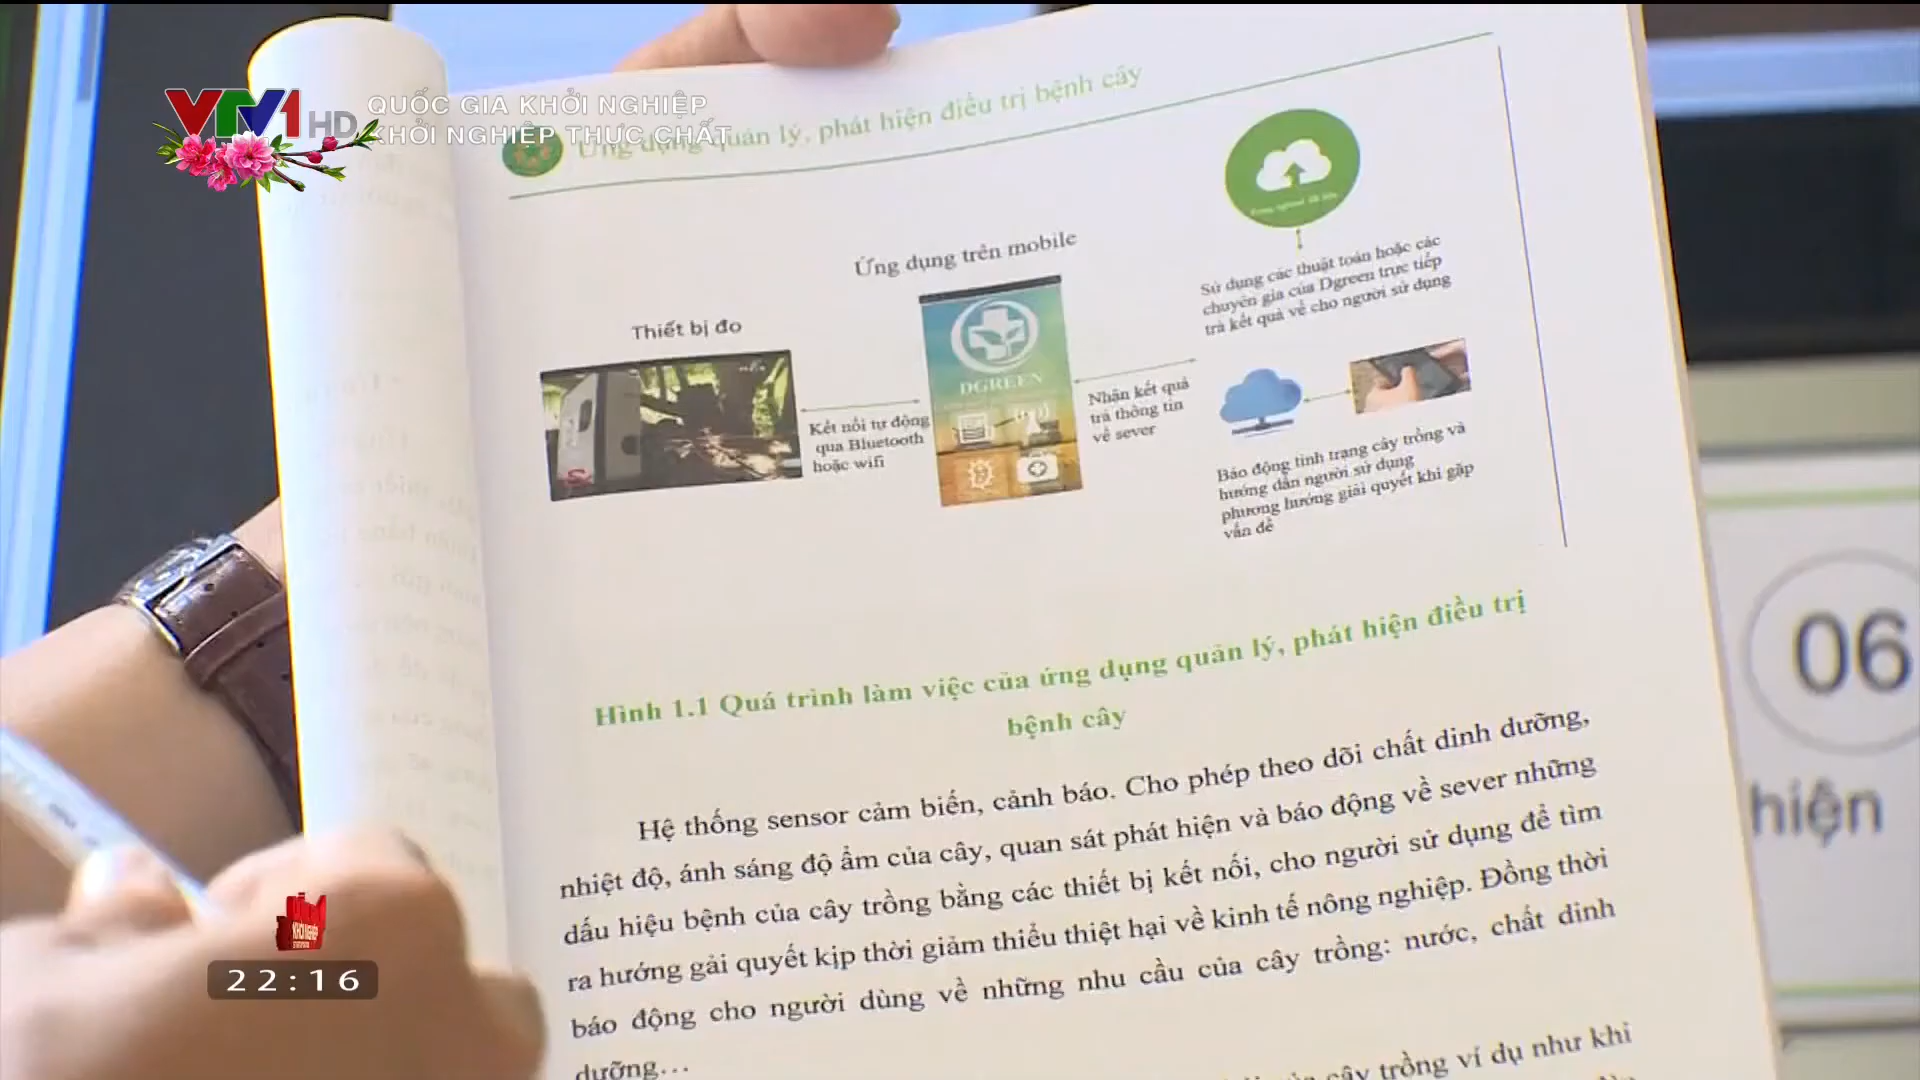 VTV1 HD
QUỐC GIA KHỞI NGHIỆP
KHỞI NGHIỆP THỰC CHẤT
Ứng dụng quản lý, phát hiện điều trị bệnh cây
Ứng dụng trên mobile
Thiết bị đo
DGREEN
Kết nối tự động
qua Bluetooth
hoặc wifi
Nhận kết quả
trả thông tin
về sever
Sử dụng các thuật toán hoặc các
chuyên gia của Dgreen trực tiếp
trả kết quả về cho người sử dụng
Báo động tình trạng cây trồng và
hướng dẫn người sử dụng
phương hướng giải quyết khi gặp
vấn đề
Hình 1.1 Quá trình làm việc của ứng dụng quản lý, phát hiện điều trị
bệnh cây
Hệ thống sensor cảm biến, cảnh báo. Cho phép theo dõi chất dinh dưỡng,
nhiệt độ, ánh sáng độ ẩm của cây, quan sát phát hiện và báo động về sever những
dấu hiệu bệnh của cây trồng bằng các thiết bị kết nối, cho người sử dụng để tìm
ra hướng gải quyết kịp thời giảm thiểu thiệt hại về kinh tế nông nghiệp. Đồng thời
báo động cho người dùng về những nhu cầu của cây trồng: nước, chất dinh
dưỡng...
cây trồng ví dụ như khi
06
hiện
KHỞI NGHIỆP
22:16